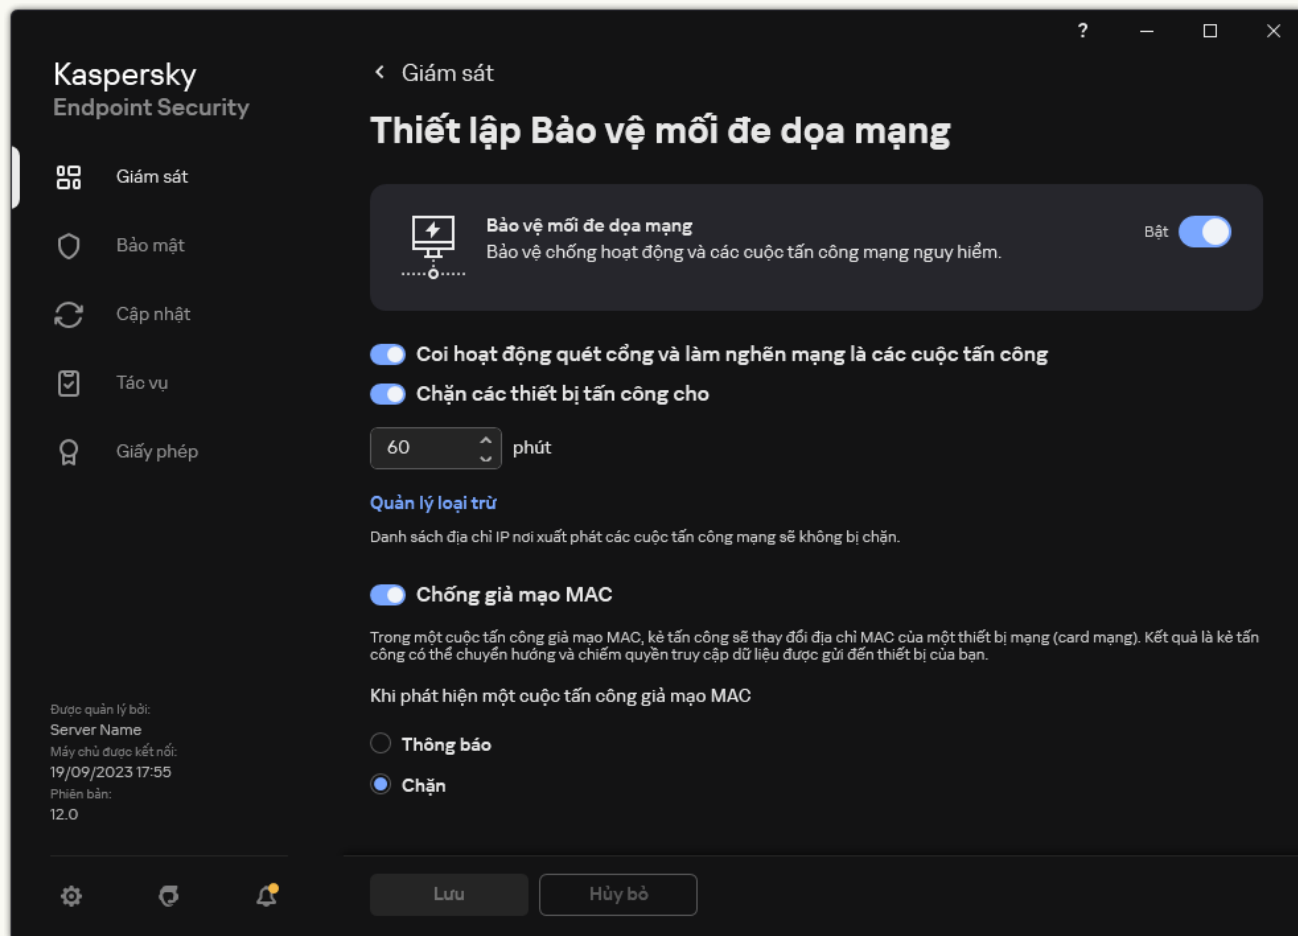 ?
Kaspersky
Endpoint Security
Giám sát
Bảo mật
Cập nhật
Tác vụ
Giấy phép
Được quản lý bởi:
Server Name
Máy chủ được kết nối:
19/09/2023 17:55
Phiên bản:
12.0
Giám sát
Thiết lập Bảo vệ mối đe dọa mạng
Bảo vệ mối đe dọa mạng
Bảo vệ chống hoạt động và các cuộc tấn công mạng nguy hiểm.
Bật
Coi hoạt động quét cổng và làm nghẽn mạng là các cuộc tấn công
Chặn các thiết bị tấn công cho
60 phút
Quản lý loại trừ
Danh sách địa chỉ IP nơi xuất phát các cuộc tấn công mạng sẽ không bị chặn.
Chống giả mạo MAC
Trong một cuộc tấn công giả mạo MAC, kẻ tấn công sẽ thay đổi địa chỉ MAC của một thiết bị mạng (card mạng). Kết quả là kẻ tấn
công có thể chuyển hướng và chiếm quyền truy cập dữ liệu được gửi đến thiết bị của bạn.
Khi phát hiện một cuộc tấn công giả mạo MAC
Thông báo
Chặn
Lưu
Hủy bỏ